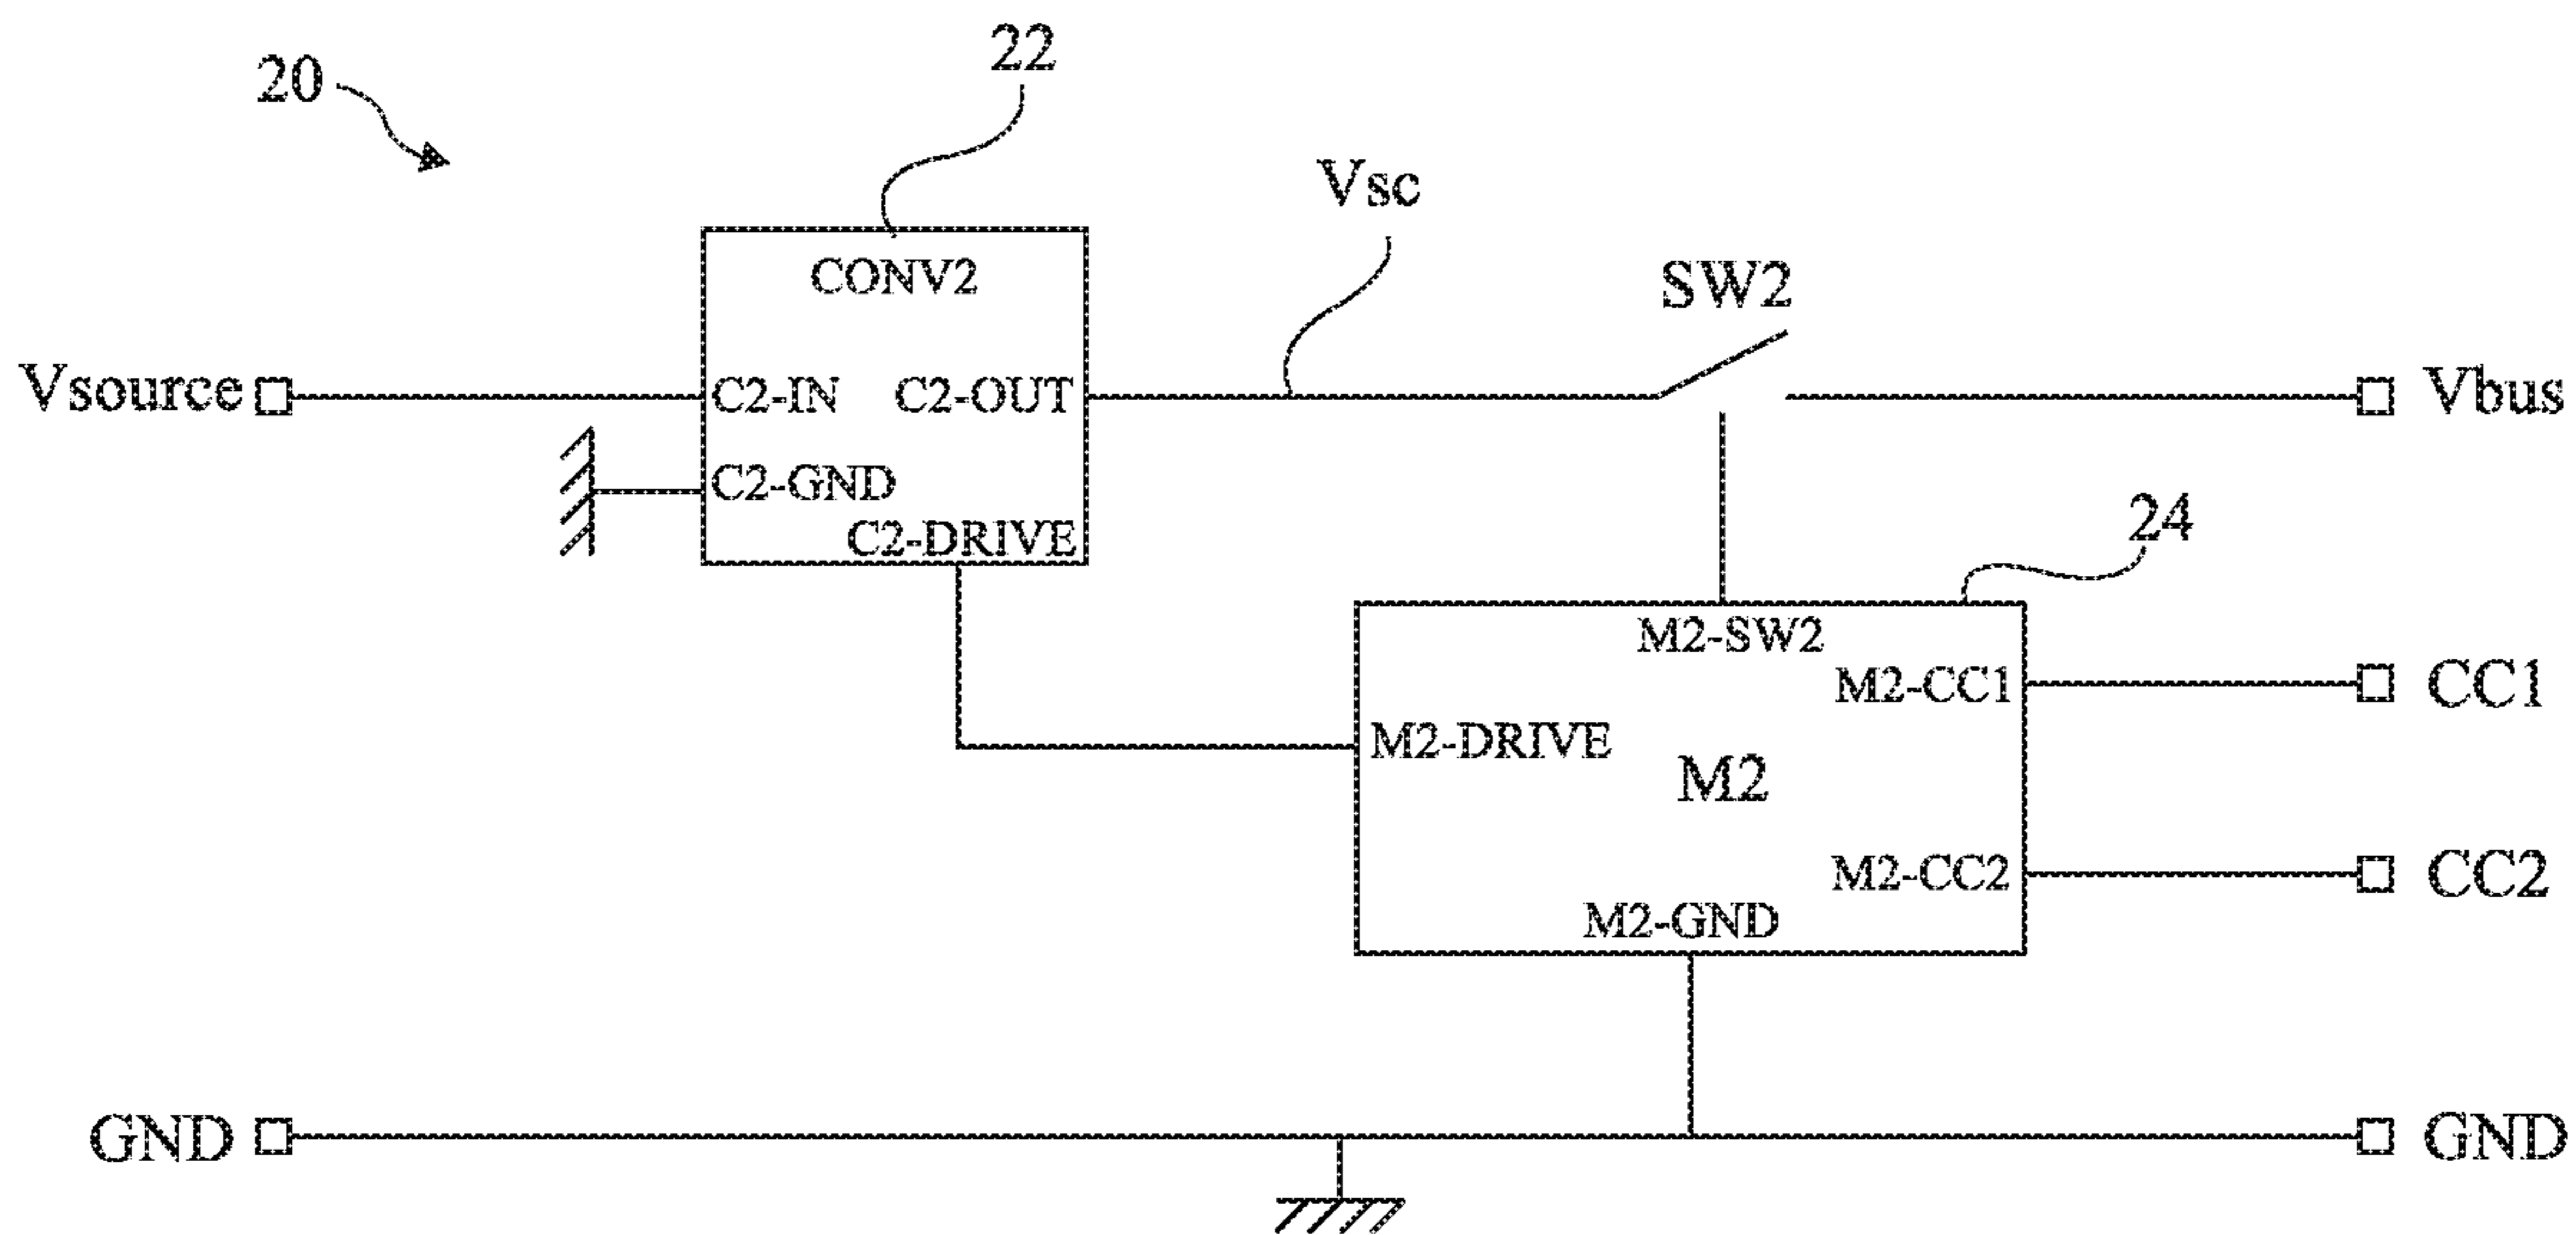 20
22
Vsc
CONV2
SW2
Vsource
C2-IN
C2-OUT
Vbus
C2-GND
C2-DRIVE
24
M2-SW2
M2-CC1
CC1
M2-DRIVE
M2
M2-CC2
CC2
M2-GND
GND
GND